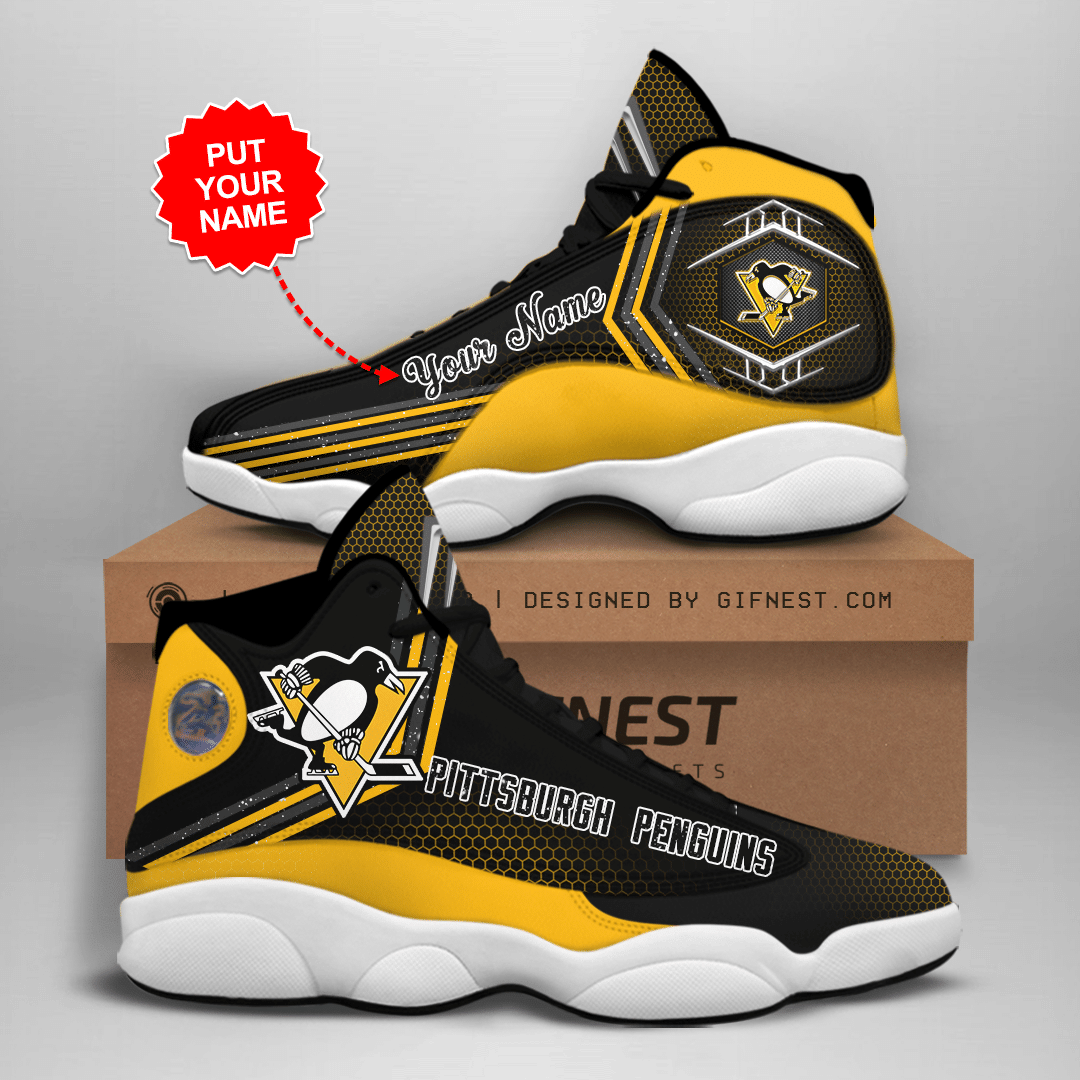 PUT
YOUR
NAME
Your Name
| DESIGNED BY GIFNEST.COM
NEST
PITTSBURGH PENGUINS